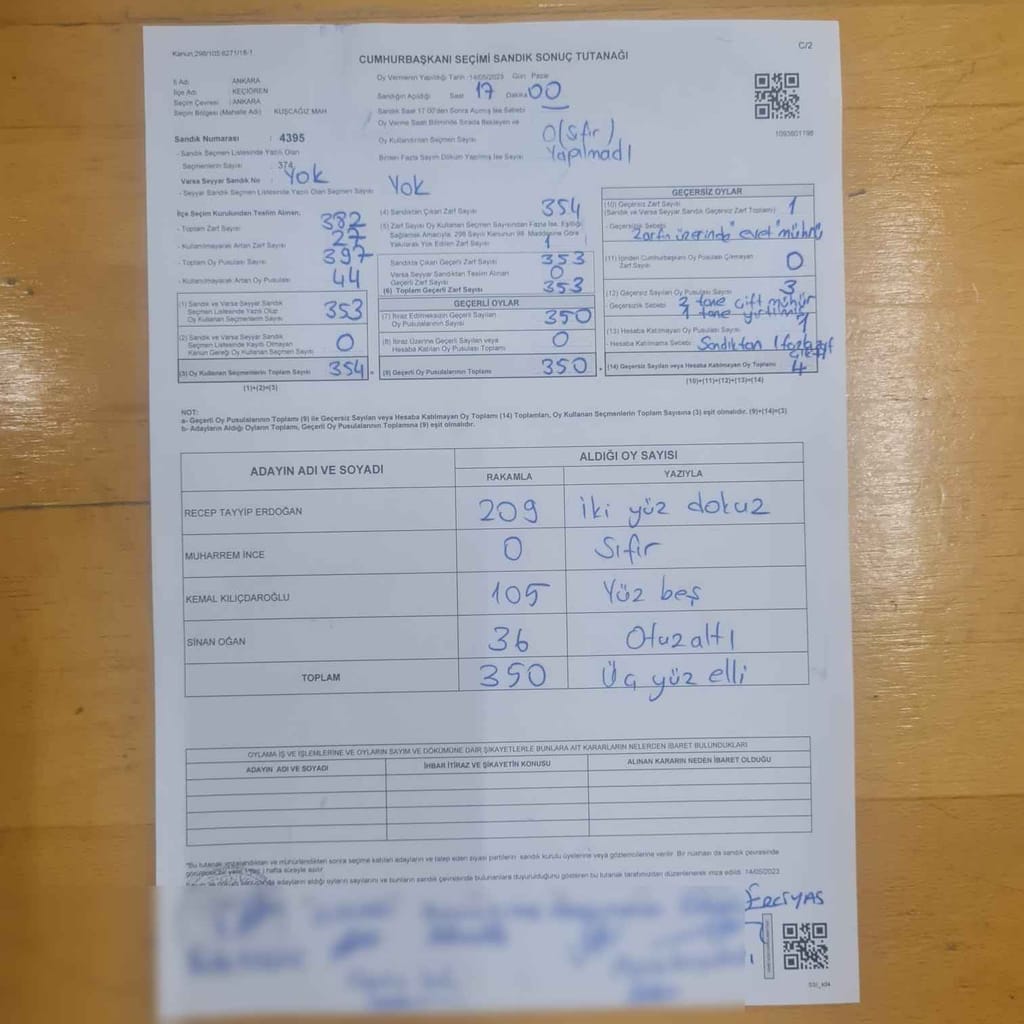 Kanun:298/105 6271/16-1
C/2
CUMHURBAŞKANI SEÇİMİ SANDIK SONUÇ TUTANAĞI
İl Adı : ANKARA
İlçe Adı : KEÇİÖREN
Seçim Çevresi : ANKARA
Seçim Bölgesi (Mahalle Adı) KUŞCAĞIZ MAH
Sandık Numarası : 4395
- Sandık Seçmen Listesinde Yazılı Olan
Seçmenlerin Sayısı : 374
Varsa Seyyar Sandık No : Yok
- Seyyar Sandık Seçmen Listesinde Yazılı Olan Seçmen Sayısı Yok
Oy Vermenin Yapıldığı Tarih :14/05/2023 Gün : Pazar
Sandığın Açıldığı Saat 17 Dakika 00
Sandık Saat 17.00'den Sonra Açılmış İse Sebebi
Oy Verme Saati Bitiminde Sırada Bekleyen ve
Oy Kullandırılan Seçmen Sayısı 0 (Sıfır)
Birden Fazla Sayım Döküm Yapılmış İse Sayısı Yapılmadı
1093601196
İlçe Seçim Kurulundan Teslim Alınan;
- Toplam Zarf Sayısı 382
- Kullanılmayarak Artan Zarf Sayısı 27
- Toplam Oy Pusulası Sayısı 397
- Kullanılmayarak Artan Oy Pusulası 44
(1) Sandık ve Varsa Seyyar Sandık
Seçmen Listesinde Yazılı Olup
Oy Kullanan Seçmenlerin Sayısı 353
(2) Sandık ve Varsa Seyyar Sandık
Seçmen Listesinde Kayıtlı Olmayan
Kanun Gereği Oy Kullanan Seçmen Sayısı 0
(3) Oy Kullanan Seçmenlerin Toplam Sayısı 354 =
(1)+(2)=(3)
(4) Sandıktan Çıkan Zarf Sayısı 354
(5) Zarf Sayısı Oy Kullanan Seçmen Sayısından Fazla İse, Eşitliği
Sağlamak Amacıyla, 298 Sayılı Kanunun 98. Maddesine Göre
Yakılarak Yok Edilen Zarf Sayısı 1
Sandıkta Çıkan Geçerli Zarf Sayısı 353
Varsa Seyyar Sandıktan Teslim Alınan
Geçerli Zarf Sayısı 0
(6) Toplam Geçerli Zarf Sayısı 353
GEÇERLİ OYLAR
(7) İtiraz Edilmeksizin Geçerli Sayılan
Oy Pusulalarının Sayısı 350
(8) İtiraz Üzerine Geçerli Sayılan veya
Hesaba Katılan Oy Pusulası Toplamı 0
(9) Geçerli Oy Pusulalarının Toplamı 350 +
GEÇERSİZ OYLAR
(10) Geçersiz Zarf Sayısı
(Sandık ve Varsa Seyyar Sandık Geçersiz Zarf Toplamı) 1
- Geçersizlik Sebebi
Zarfın üzerinde "evet" mührü
(11) İçinden Cumhurbaşkanı Oy Pusulası Çıkmayan
Zarf Sayısı 0
(12) Geçersiz Sayılan Oy Pusulası Sayısı 3
Geçersizlik Sebebi tane çift mühür
1 tane yırtılmış
(13) Hesaba Katılmayan Oy Pusulası Sayısı 1
- Hesaba Katılmama Sebebi Sandıktan 1 fazla zarf
(14) Geçersiz Sayılan veya Hesaba Katılmayan Oy Toplamı 4
(10)+(11)+(12)+(13)=(14)
NOT:
a- Geçerli Oy Pusulalarının Toplamı (9) ile Geçersiz Sayılan veya Hesaba Katılmayan Oy Toplamı (14) Toplamları, Oy Kullanan Seçmenlerin Toplam Sayısına (3) eşit olmalıdır. (9)+(14)=(3)
b- Adayların Aldığı Oyların Toplamı, Geçerli Oy Pusulalarının Toplamına (9) eşit olmalıdır.
ADAYIN ADI VE SOYADI
ALDIĞI OY SAYISI
RAKAMLA YAZIYLA
RECEP TAYYİP ERDOĞAN 209 iki yüz dokuz
MUHARREM İNCE 0 Sıfır
KEMAL KILIÇDAROĞLU 105 Yüz beş
SİNAN OĞAN 36 Otuzaltı
TOPLAM 350 Üç yüz elli
OYLAMA İŞ VE İŞLEMLERİNE VE OYLARIN SAYIM VE DÖKÜMÜNE DAİR ŞİKAYETLERLE BUNLARA AİT KARARLARIN NELERDEN İBARET BULUNDUKLARI
ADAYIN ADI VE SOYADI
İHBAR İTİRAZ VE ŞİKAYETİN KONUSU
ALINAN KARARIN NEDEN İBARET OLDUĞU
"Bu tutanak imzalandıktan ve mühürlendikten sonra seçime katılan adayların ve talep eden siyasi partilerin sandık kurulu üyelerine veya gözlemcilerine verilir. Bir nüshası da sandık çevresinde
hafta süreyle asılır
adayların aldığı oyların sayılarını ve bunların sandık çevresinde bulunanlara duyurulduğunu gösteren bu tutanak tarafımızdan düzenlenerek imza edildi. 14/05/2023
ERCİYAS